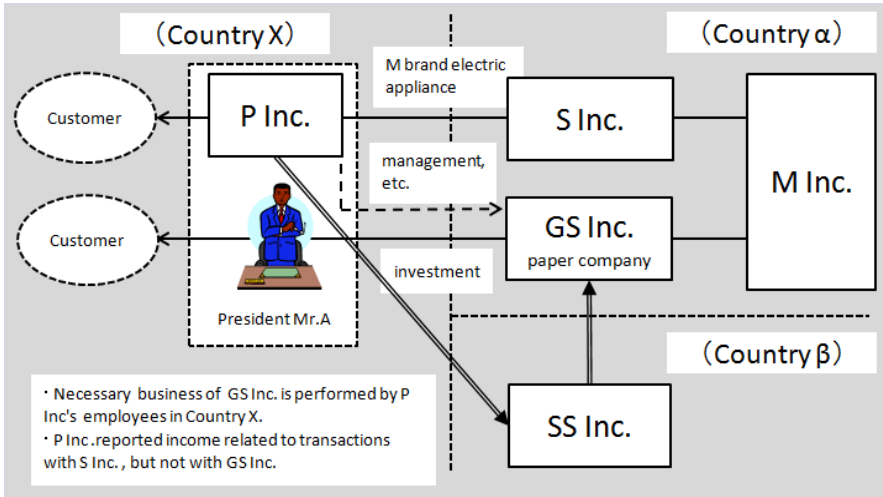 （Country X）
（Country α）
M brand electric
appliance
P Inc.
S Inc.
Customer
M Inc.
management,
etc.
Customer
GS Inc.
paper company
investment
President Mr.A
（Country β）
・Necessary business of GS Inc. is performed by P
Inc's employees in Country X.
・P Inc.reported income related to transactions
with S Inc. , but not with GS Inc.
SS Inc.